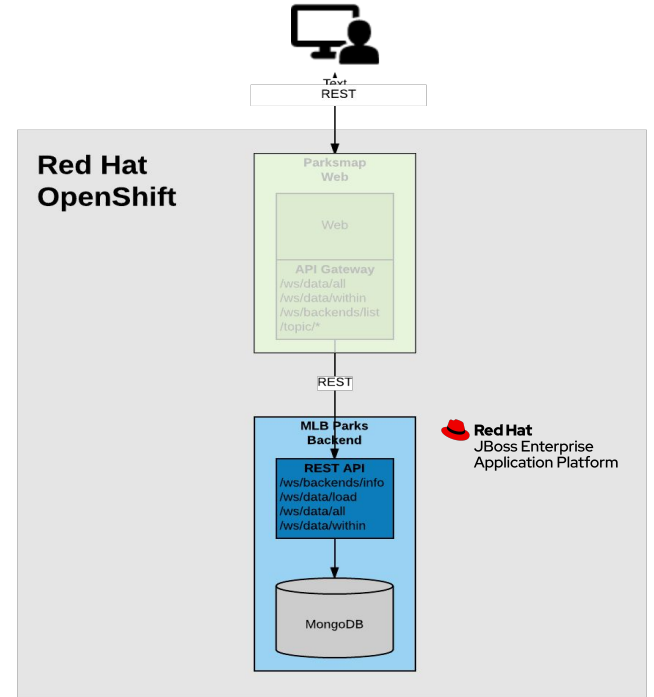 Text
REST
Red Hat
OpenShift
Parksmap
Web
Web
API Gateway
/ws/data/all
/ws/data/within
/ws/backends/list
/topic/*
REST
MLB Parks
Backend
REST API
/ws/backends/info
/ws/data/load
/ws/data/all
/ws/data/within
MongoDB
Red Hat
JBoss Enterprise
Application Platform